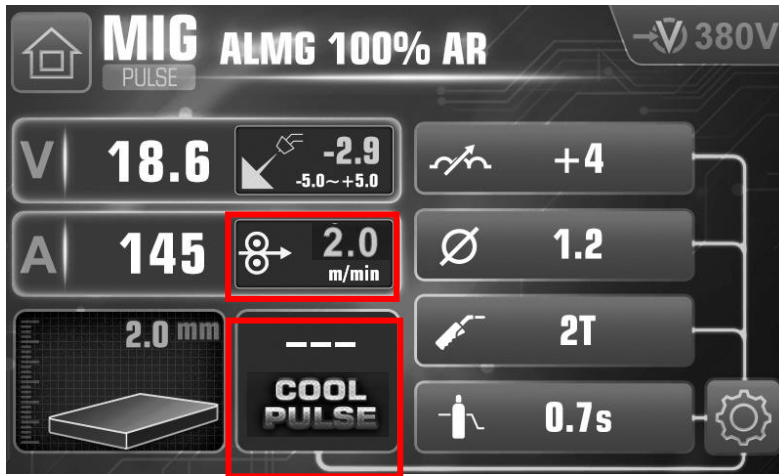 MIG ALMG 100% AR
PULSE
V 380V
V 18.6 -2.9
-5.0~+5.0
+4
A 145 2.0
m/min
1.2
2.0 mm
---
COOL
PULSE
2T
0.7s